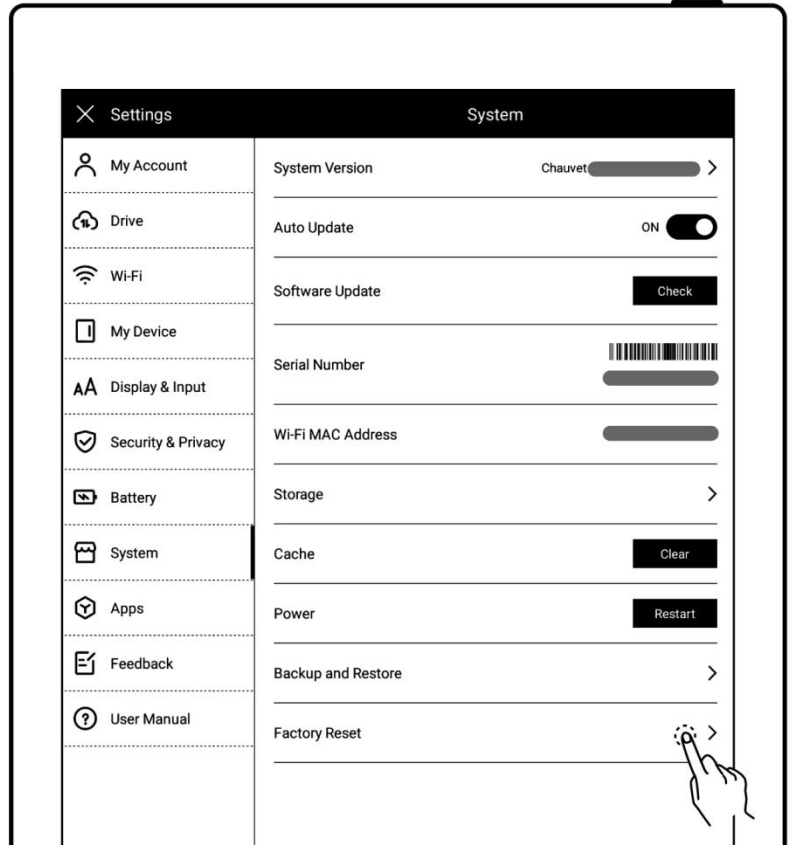 Settings
System
My Account
Drive
Wi-Fi
My Device
AA Display & Input
Security & Privacy
Battery
System
Apps
Feedback
? User Manual
System Version Chauvet
Auto Update ON
Software Update Check
Serial Number
Wi-Fi MAC Address
Storage
Cache Clear
Power Restart
Backup and Restore
Factory Reset